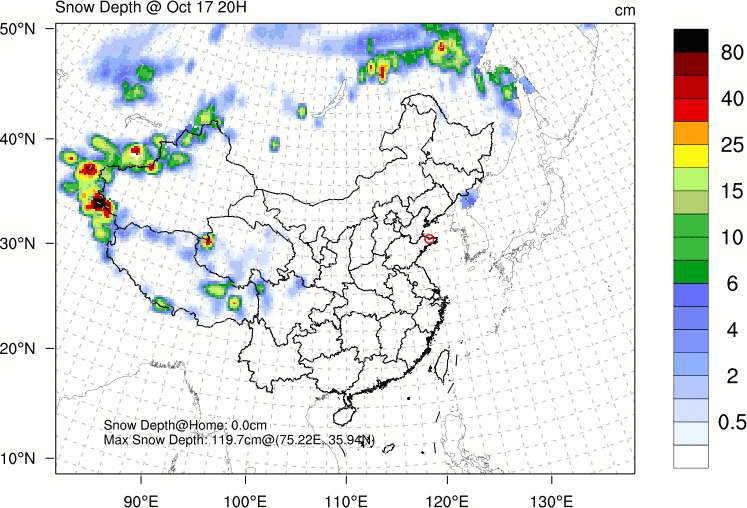 Snow Depth @ Oct 17 20H
cm
50°N
40°N
30°N
20°N
10°N
90°E
100°E
110°E
120°E
130°E
80
40
25
15
10
6
4
2
0.5
Snow Depth@Home: 0.0cm
Max Snow Depth: 119.7cm@(75.22E, 35.94N)